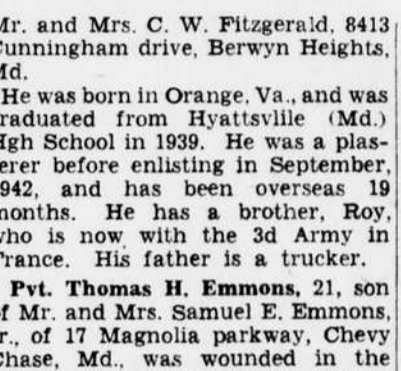 Mr. and Mrs. C. W. Fitzgerald, 8413
Cunningham drive, Berwyn Heights,
Md.
He was born in Orange, Va., and was
graduated from Hyattsvlile (Md.)
Hgh School in 1939. He was a plas-
erer before enlisting in September,
942, and has been overseas 19
months. He has a brother, Roy,
who is now with the 3d Army in
France. His father is a trucker.
Pvt. Thomas H. Emmons, 21, son
of Mr. and Mrs. Samuel E. Emmons,
r., of 17 Magnolia parkway, Chevy
Chase, Md., was wounded in the